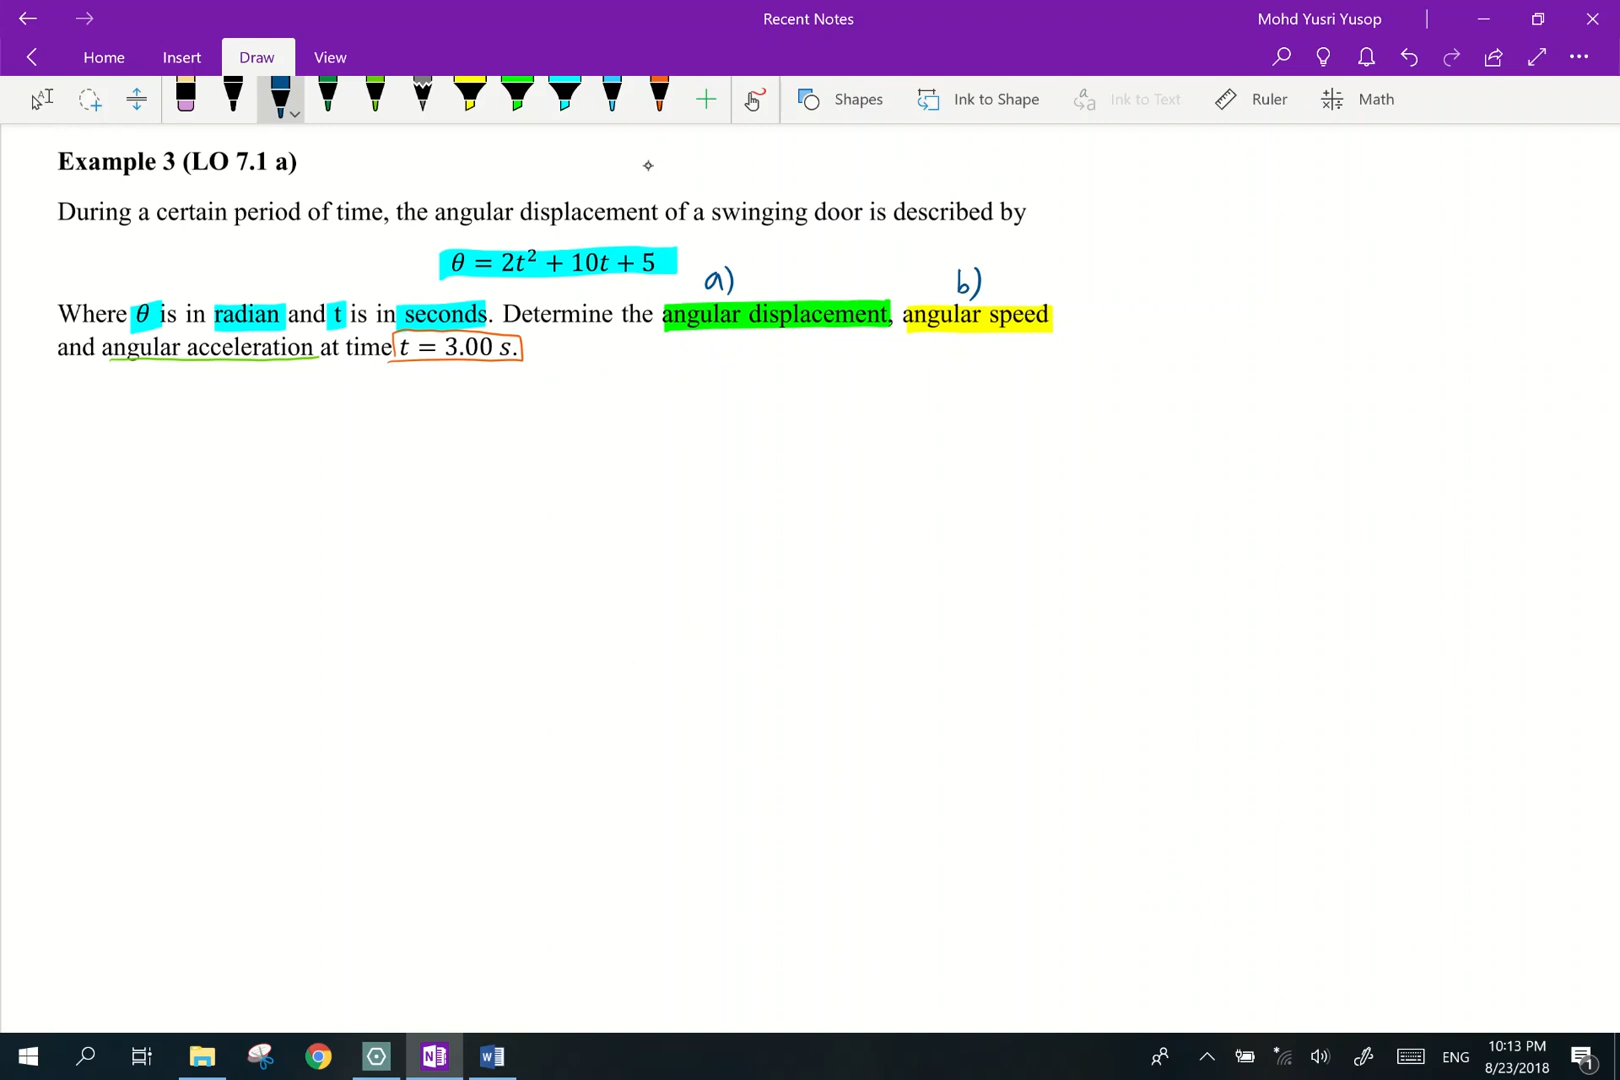 Recent Notes
Mohd Yusri Yusop
Home Insert Draw View
Shapes Ink to Shape Ink to Text Ruler Math
Example 3 (LO 7.1 a)
During a certain period of time, the angular displacement of a swinging door is described by
θ = 2t² + 10t + 5
a) b)
Where θ is in radian and t is in seconds. Determine the angular displacement, angular speed
and angular acceleration at time t = 3.00 s.
ENG
10:13 PM
8/23/2018
1